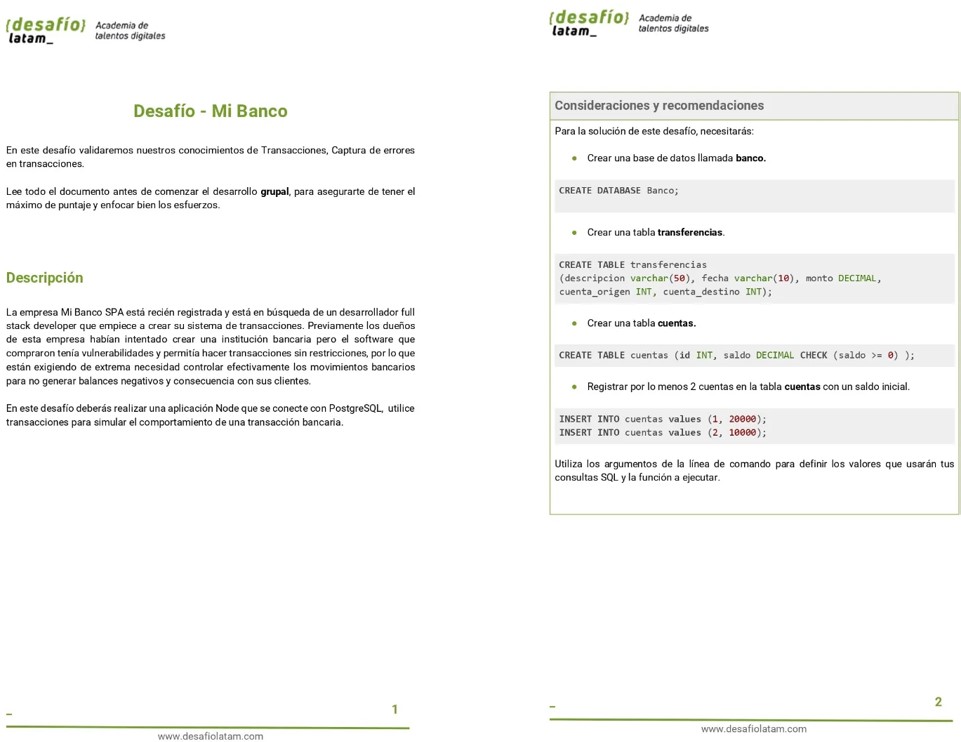 {desafío}
latam_
Academia de
talentos digitales
Desafío - Mi Banco
En este desafío validaremos nuestros conocimientos de Transacciones, Captura de errores
en transacciones.
Lee todo el documento antes de comenzar el desarrollo grupal, para asegurarte de tener el
máximo de puntaje y enfocar bien los esfuerzos.
Descripción
La empresa Mi Banco SPA está recién registrada y está en búsqueda de un desarrollador full
stack developer que empiece a crear su sistema de transacciones. Previamente los dueños
de esta empresa habían intentado crear una institución bancaria pero el software que
compraron tenía vulnerabilidades y permitía hacer transacciones sin restricciones, por lo que
están exigiendo de extrema necesidad controlar efectivamente los movimientos bancarios
para no generar balances negativos y consecuencia con sus clientes.
En este desafío deberás realizar una aplicación Node que se conecte con PostgreSQL, utilice
transacciones para simular el comportamiento de una transacción bancaria.
_
1
www.desafiolatam.com
{desafío}
latam_
Academia de
talentos digitales
Consideraciones y recomendaciones
Para la solución de este desafío, necesitarás:
● Crear una base de datos llamada banco.
CREATE DATABASE Banco;
● Crear una tabla transferencias.
CREATE TABLE transferencias
(descripcion varchar(50), fecha varchar(10), monto DECIMAL,
cuenta_origen INT, cuenta_destino INT);
● Crear una tabla cuentas.
CREATE TABLE cuentas (id INT, saldo DECIMAL CHECK (saldo >= 0) );
● Registrar por lo menos 2 cuentas en la tabla cuentas con un saldo inicial.
INSERT INTO cuentas values (1, 20000);
INSERT INTO cuentas values (2, 10000);
Utiliza los argumentos de la línea de comando para definir los valores que usarán tus
consultas SQL y la función a ejecutar.
_
2
www.desafiolatam.com